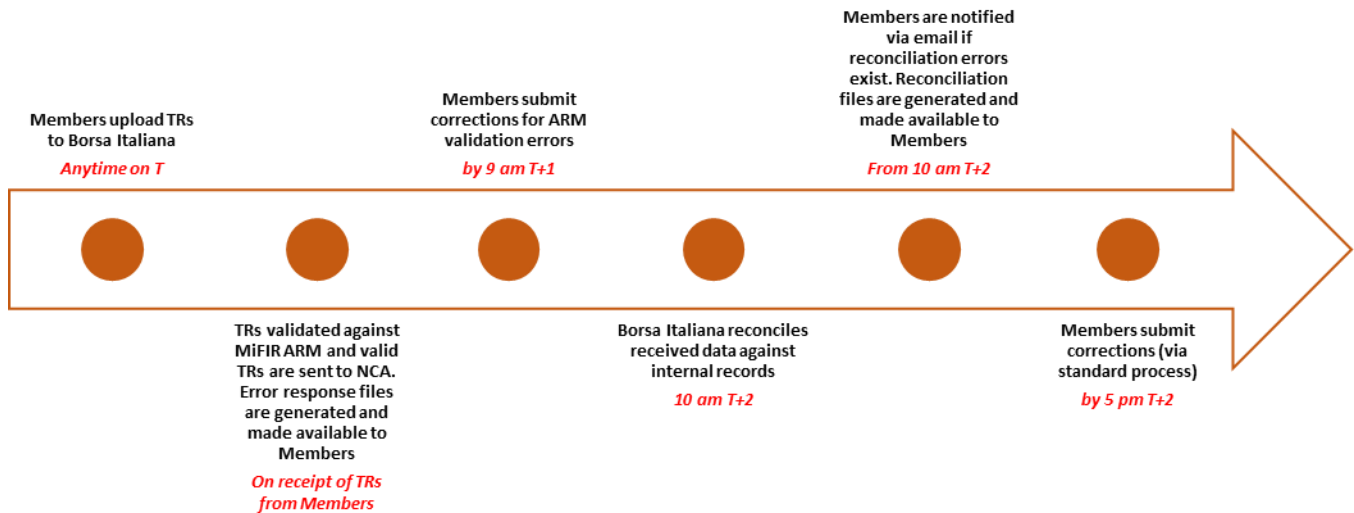 Members upload TRs
to Borsa Italiana
Anytime on T
TRs validated against
MiFIR ARM and valid
TRs are sent to NCA.
Error response files
are generated and
made available to
Members
On receipt of TRs
from Members
Members submit
corrections for ARM
validation errors
by 9 am T+1
Borsa Italiana reconciles
received data against
internal records
10 am T+2
Members are notified
via email if
reconciliation errors
exist. Reconciliation
files are generated and
made available to
Members
From 10 am T+2
Members submit
corrections (via
standard process)
by 5 pm T+2